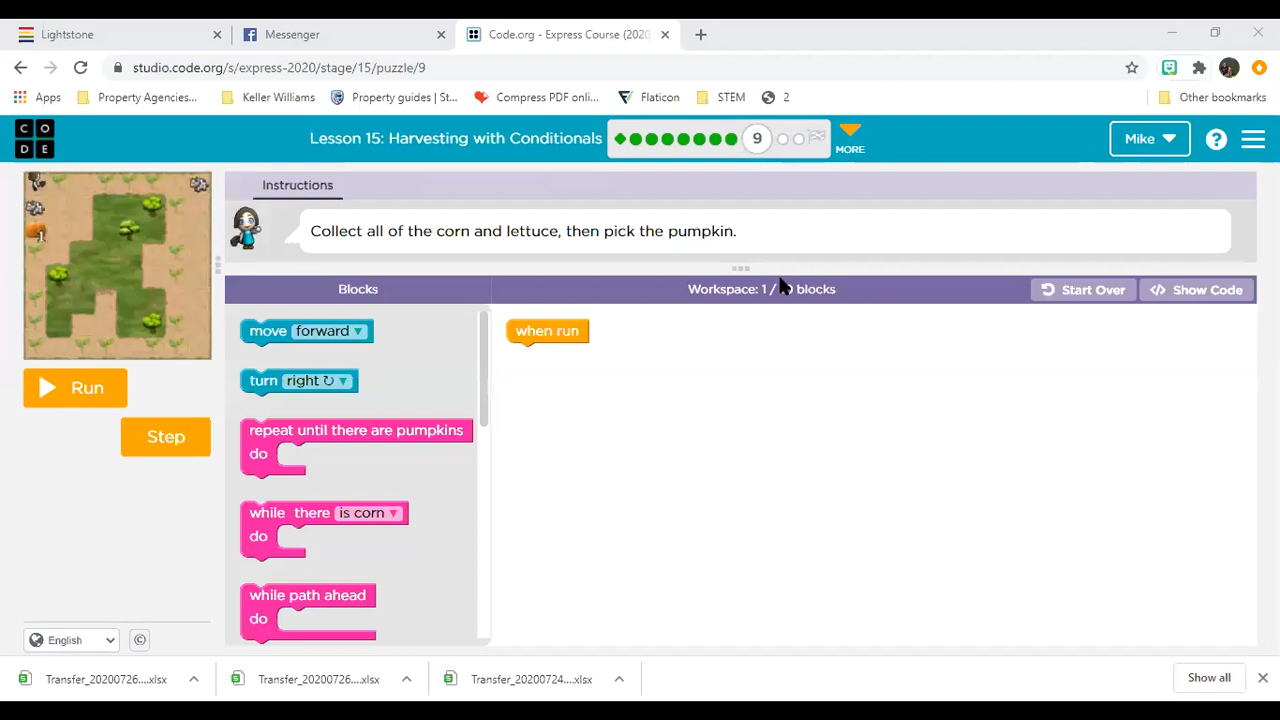 Lightstone
Messenger
Code.org - Express Course (2020
studio.code.org/s/express-2020/stage/15/puzzle/9
Apps
Property Agencies...
Keller Williams
Property guides | St...
Compress PDF onlin...
Flaticon
STEM
2
Other bookmarks
C O
D E
Lesson 15: Harvesting with Conditionals
9
MORE
Mike
?
Instructions
Collect all of the corn and lettuce, then pick the pumpkin.
1
Blocks
Workspace: 1 / blocks
Start Over
</> Show Code
move forward
turn right ↻
repeat until there are pumpkins
do
while there is corn
do
while path ahead
do
when run
Run
Step
English
©
Transfer_20200726....xlsx
Transfer_20200726....xlsx
Transfer_20200724....xlsx
Show all